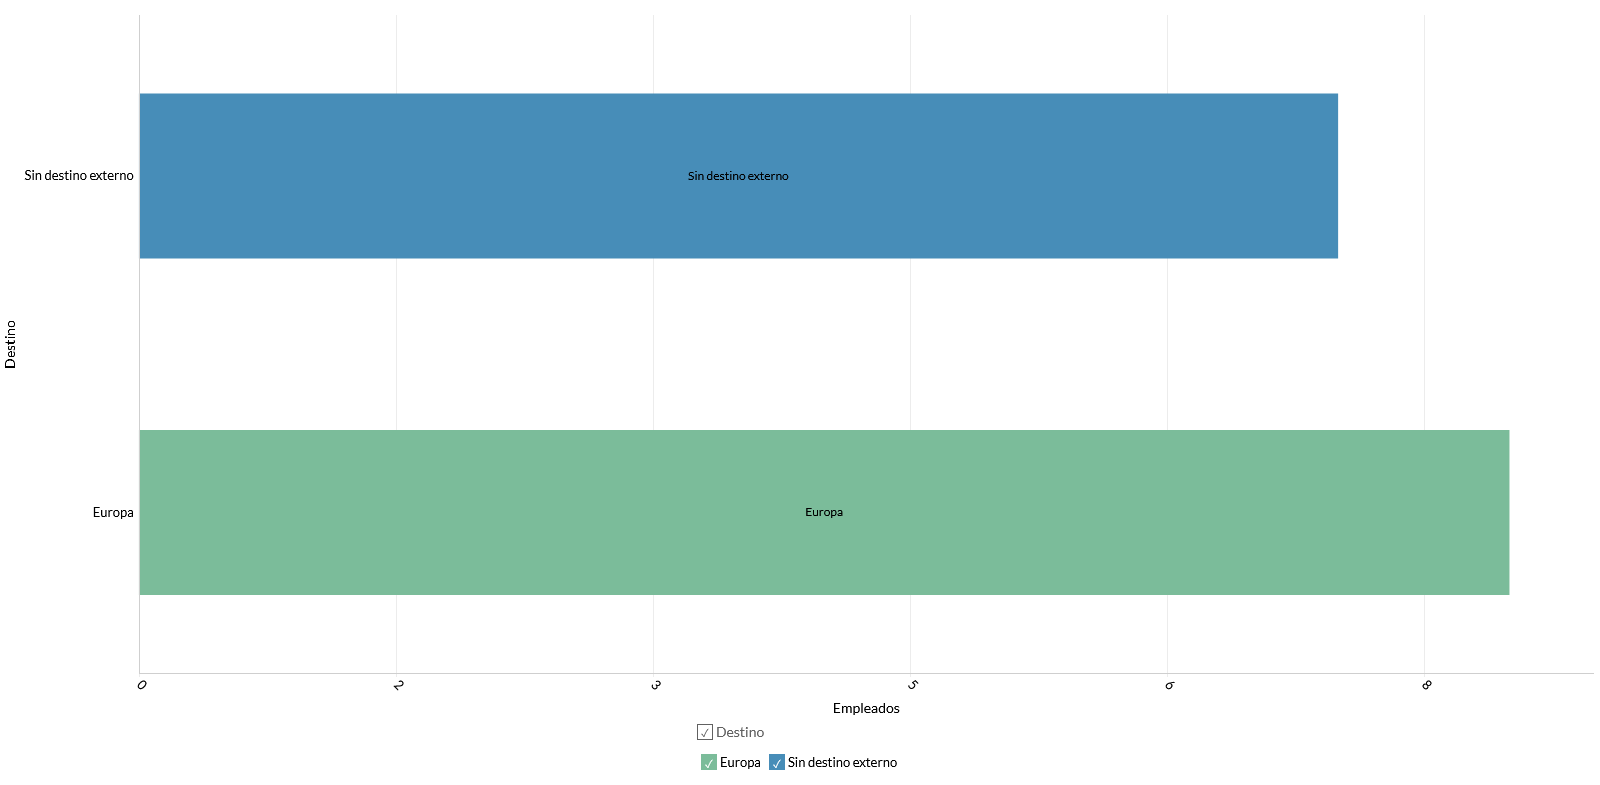 Sin destino externo
Sin destino externo
Destino
Europa
Europa
0 2 3 5 6 8
Empleados
✓ Destino
✓ Europa ✓ Sin destino externo